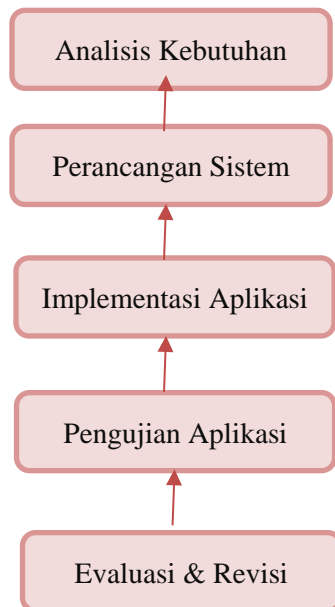 Analisis Kebutuhan
Perancangan Sistem
Implementasi Aplikasi
Pengujian Aplikasi
Evaluasi & Revisi